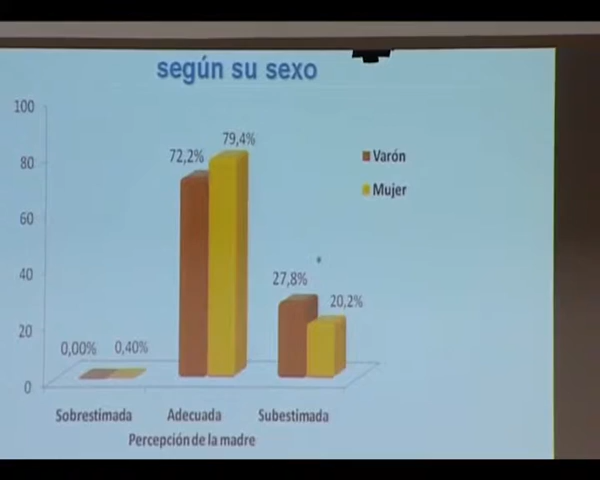 según su sexo
100
80
60
40
20
0
79,4%
72,2%
27,8%
20,2%
0,00%
0,40%
Varón
Mujer
*
Sobrestimada
Adecuada
Subestimada
Percepción de la madre